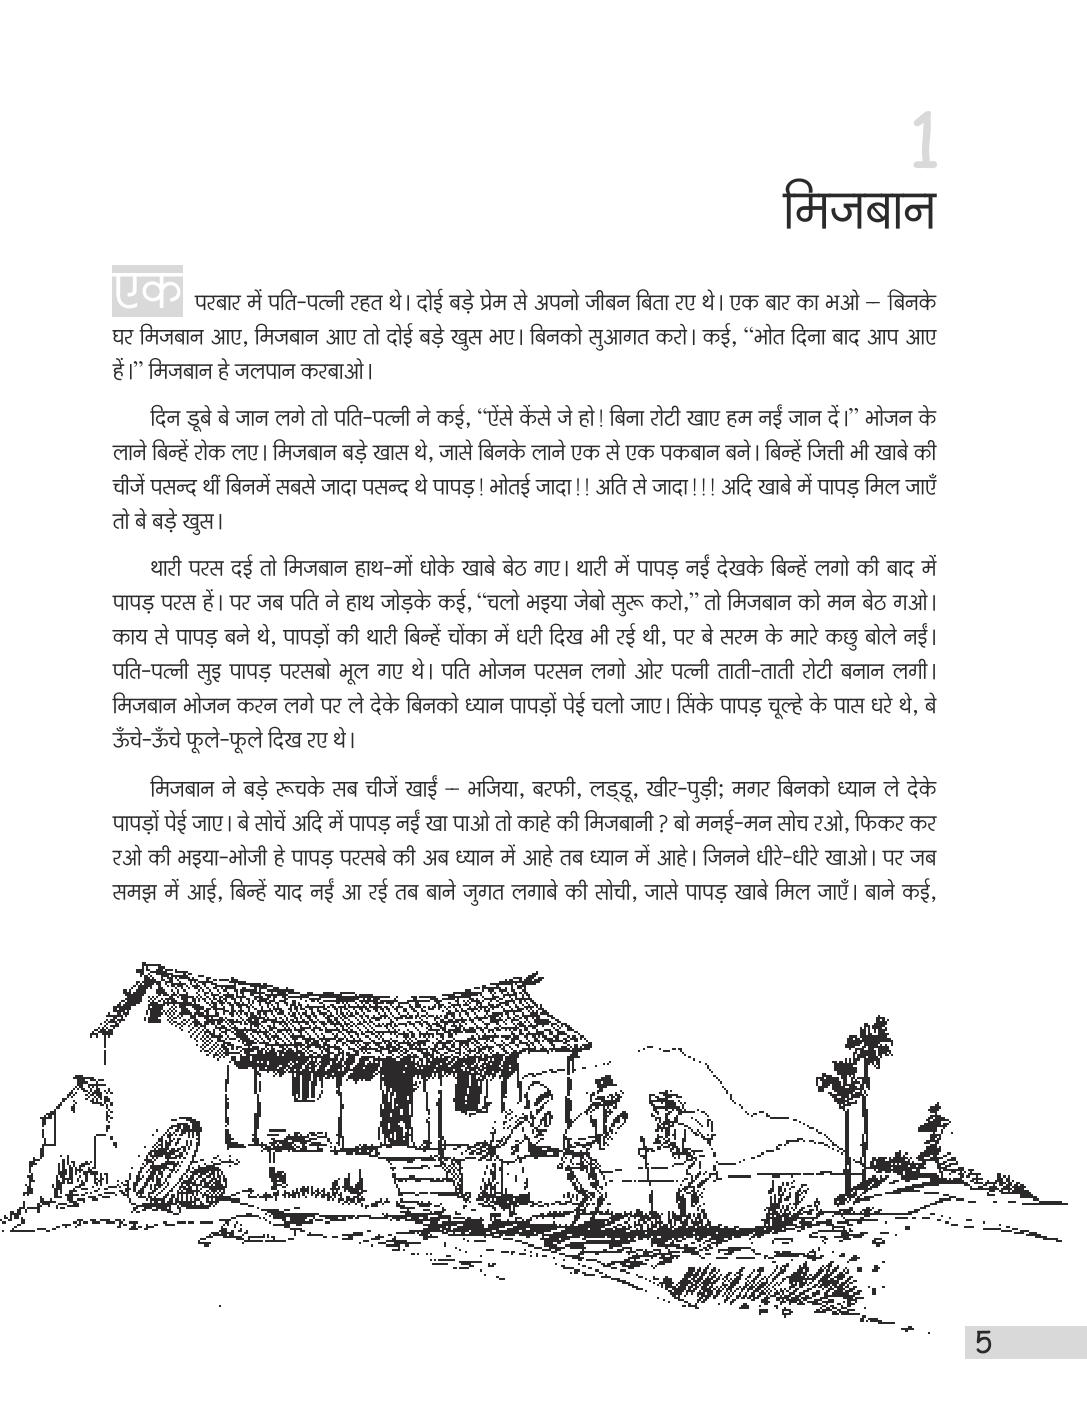 1
मिजबान
एक परबार में पति-पत्नी रहत थे। दोई बड़े प्रेम से अपनो जीबन बिता रए थे। एक बार का भओ – बिनके
घर मिजबान आए, मिजबान आए तो दोई बड़े खुस भए। बिनको सुआगत करो। कई, “भोत दिना बाद आप आए
हें।” मिजबान हे जलपान करबाओ।
दिन डूबे बे जान लगे तो पति-पत्नी ने कई, “ऐंसे केंसे जे हो! बिना रोटी खाए हम नईं जान दें।” भोजन के
लाने बिन्हें रोक लए। मिजबान बड़े खास थे, जासे बिनके लाने एक से एक पकबान बने। बिन्हें जित्ती भी खाबे की
चीजें पसन्द थीं बिनमें सबसे जादा पसन्द थे पापड़! भोतई जादा!! अति से जादा!!! अदि खाबे में पापड़ मिल जाएँ
तो बे बड़े खुस।
थारी परस दई तो मिजबान हाथ-मों धोके खाबे बेठ गए। थारी में पापड़ नईं देखके बिन्हें लगो की बाद में
पापड़ परस हें। पर जब पति ने हाथ जोड़के कई, “चलो भइया जेबो सुरू करो,” तो मिजबान को मन बेठ गओ।
काय से पापड़ बने थे, पापड़ों की थारी बिन्हें चोंका में धरी दिख भी रई थी, पर बे सरम के मारे कछु बोले नईं।
पति-पत्नी सुइ पापड़ परसबो भूल गए थे। पति भोजन परसन लगो ओर पत्नी ताती-ताती रोटी बनान लगी।
मिजबान भोजन करन लगे पर ले देके बिनको ध्यान पापड़ों पेई चलो जाए। सिंके पापड़ चूल्हे के पास धरे थे, बे
ऊँचे-ऊँचे फूले-फूले दिख रए थे।
मिजबान ने बड़े रूचके सब चीजें खाईं – भजिया, बरफी, लड्डू, खीर-पुड़ी; मगर बिनको ध्यान ले देके
पापड़ों पेई जाए। बे सोचें अदि में पापड़ नईं खा पाओ तो काहे की मिजबानी? बो मनई-मन सोच रओ, फिकर कर
रओ की भइया-भोजी हे पापड़ परसबे की अब ध्यान में आहे तब ध्यान में आहे। जिनने धीरे-धीरे खाओ। पर जब
समझ में आई, बिन्हें याद नईं आ रई तब बाने जुगत लगाबे की सोची, जासे पापड़ खाबे मिल जाएँ। बाने कई,
5